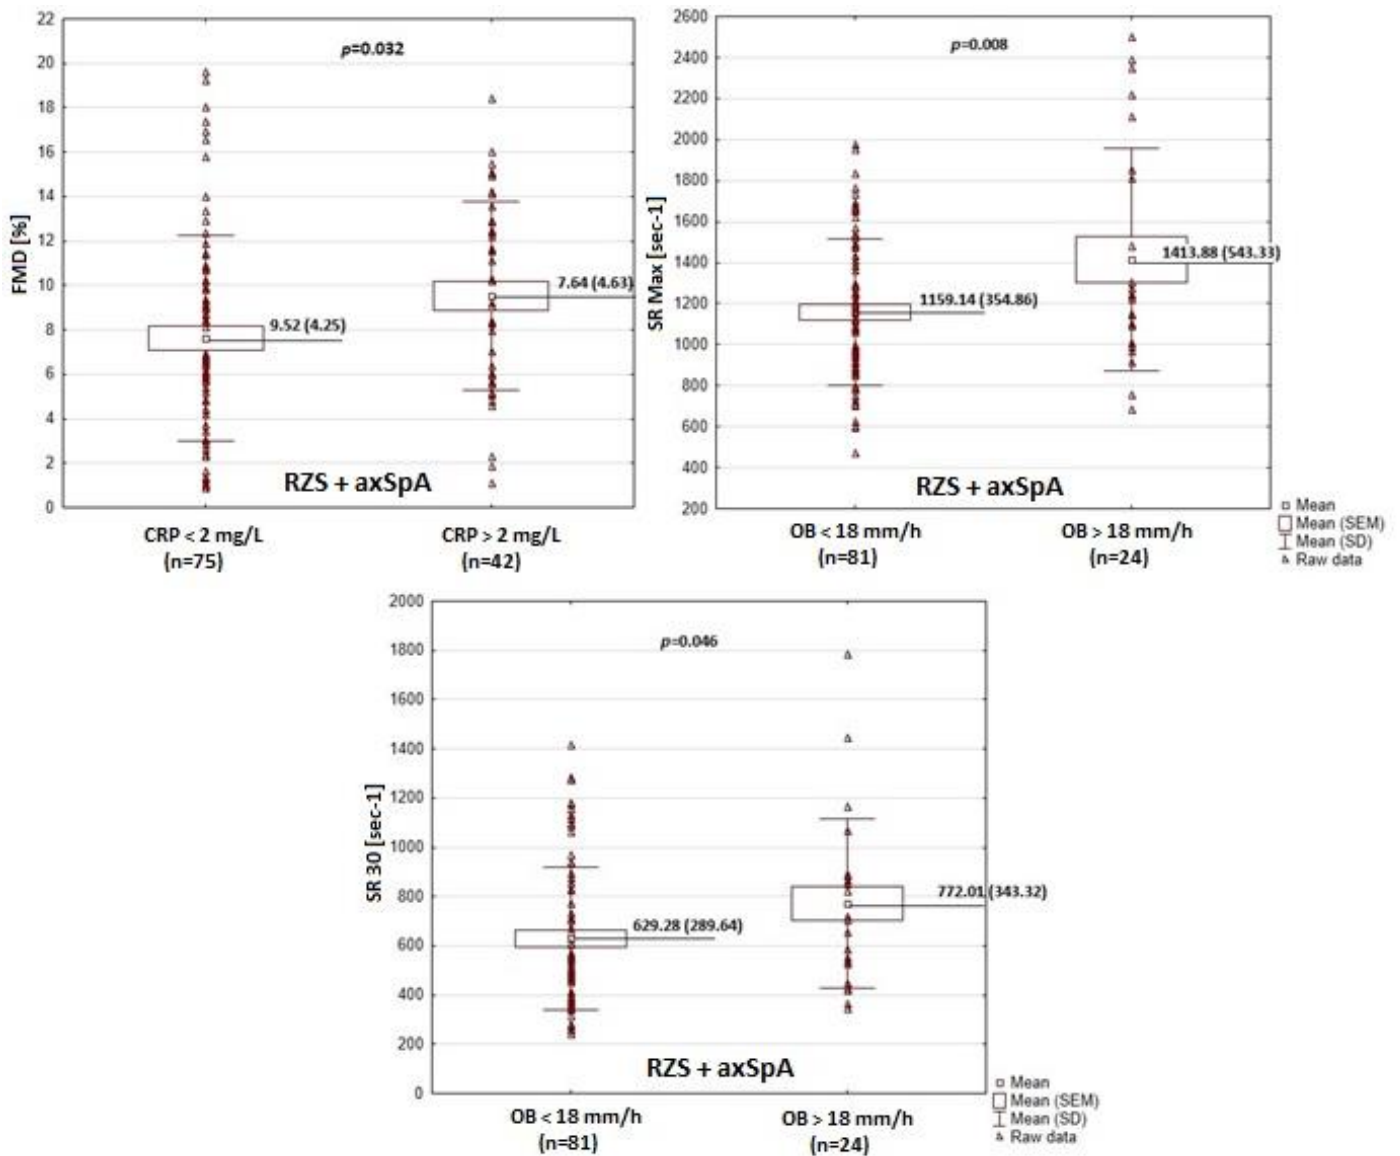 22
20
18
16
14
12
10
8
6
4
2
0
FMD [%]
p=0.032
9.52 (4.25)
7.64 (4.63)
RZS + axSpA
CRP < 2 mg/L
(n=75)
CRP > 2 mg/L
(n=42)
2600
2400
2200
2000
1800
1600
1400
1200
1000
800
600
400
200
SR Max [sec-1]
p=0.008
1159.14 (354.86)
1413.88 (543.33)
RZS + axSpA
OB < 18 mm/h
(n=81)
OB > 18 mm/h
(n=24)
Mean
Mean (SEM)
Mean (SD)
Raw data
2000
1800
1600
1400
1200
1000
800
600
400
200
0
SR 30 [sec-1]
p=0.046
629.28 (289.64)
772.01 (343.32)
RZS + axSpA
OB < 18 mm/h
(n=81)
OB > 18 mm/h
(n=24)
Mean
Mean (SEM)
Mean (SD)
Raw data